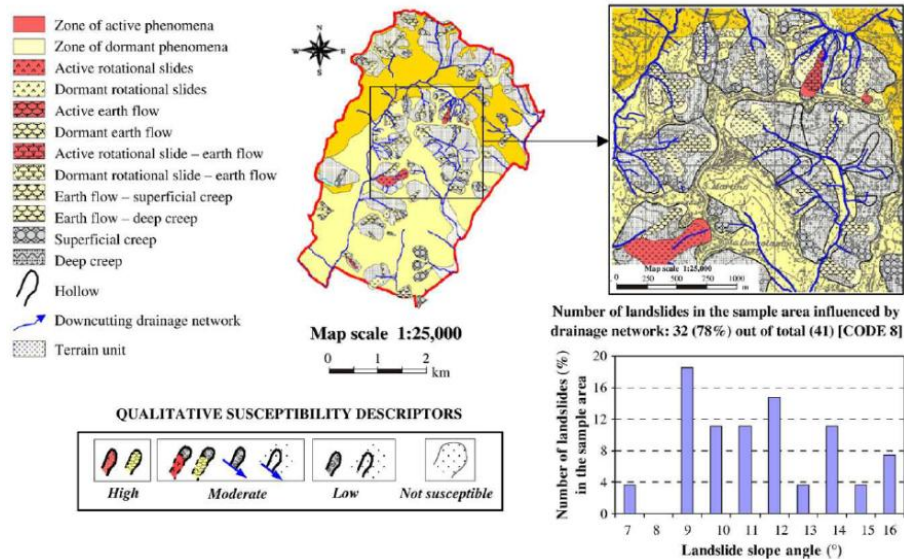 Zone of active phenomena
Zone of dormant phenomena
Active rotational slides
Dormant rotational slides
Active earth flow
Dormant earth flow
Active rotational slide – earth flow
Dormant rotational slide – earth flow
Earth flow – superficial creep
Earth flow – deep creep
Superficial creep
Deep creep
Hollow
Downcutting drainage network
Terrain unit
N
S
Map scale 1:25,000
0 1 2
km
Map scale 1:25,000
0 250 500 750 1000
m
Number of landslides in the sample area influenced by
drainage network: 32 (78%) out of total (41) [CODE 8]
QUALITATIVE SUSCEPTIBILITY DESCRIPTORS
High
Moderate
Low
Not susceptible
Number of landslides (%)
in the sample area
20
16
12
8
4
0
7 8 9 10 11 12 13 14 15 16
Landslide slope angle (°)